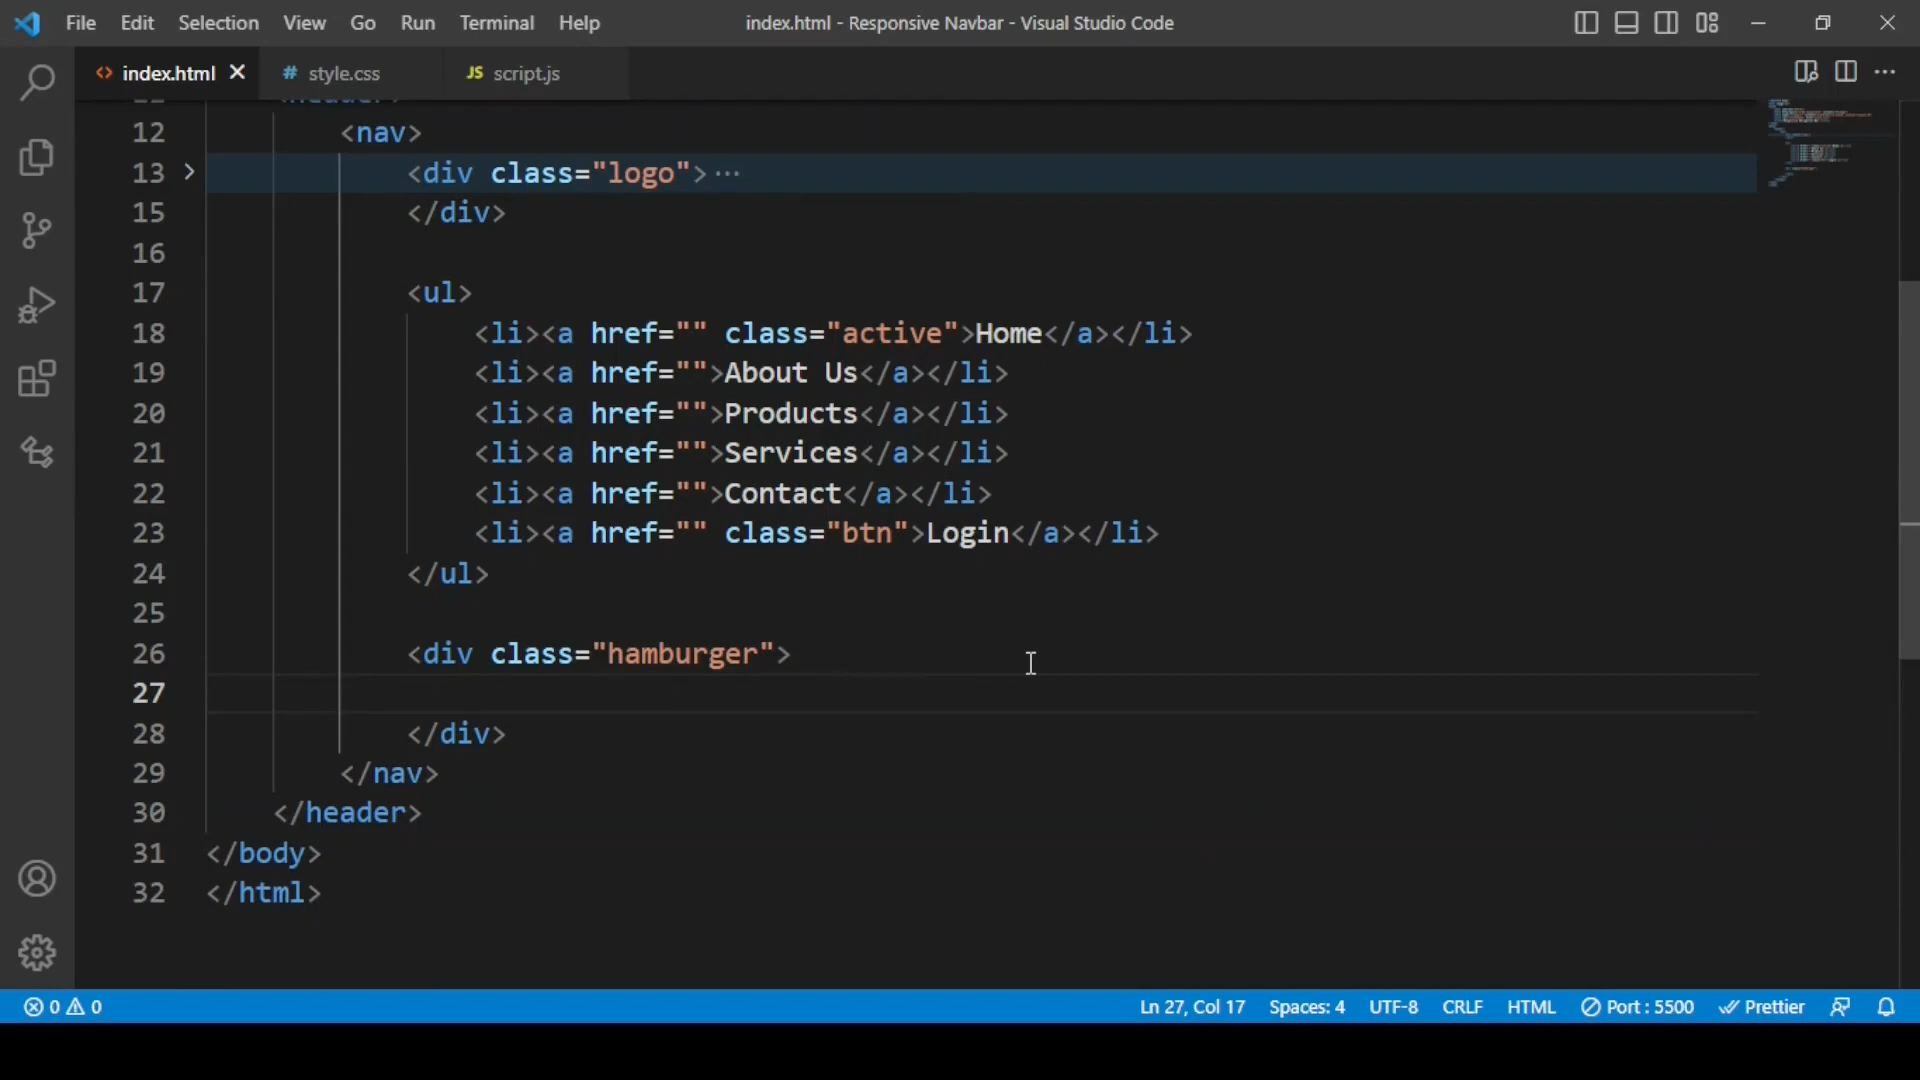 File Edit Selection View Go Run Terminal Help index.html - Responsive Navbar - Visual Studio Code
<> index.html # style.css JS script.js
12 <nav>
13 <div class="logo">···
15 </div>
16
17 <ul>
18 <li><a href="" class="active">Home</a></li>
19 <li><a href="">About Us</a></li>
20 <li><a href="">Products</a></li>
21 <li><a href="">Services</a></li>
22 <li><a href="">Contact</a></li>
23 <li><a href="" class="btn">Login</a></li>
24 </ul>
25
26 <div class="hamburger">
27
28 </div>
29 </nav>
30 </header>
31 </body>
32 </html>
0 0 Ln 27, Col 17 Spaces: 4 UTF-8 CRLF HTML Port : 5500 Prettier